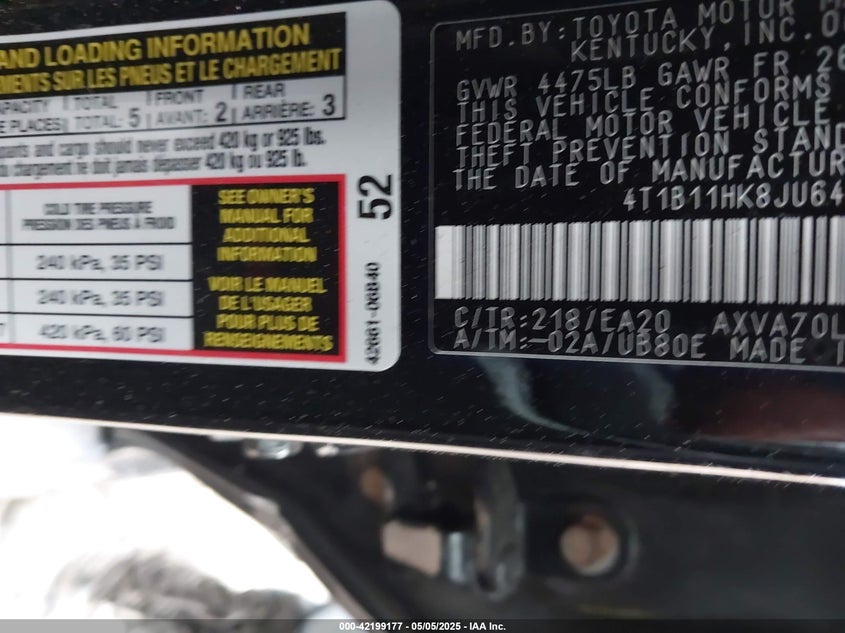 AND LOADING INFORMATION
EMENTS SUR LES PNEUS ET LE CHARGEMENT
TOTAL FRONT REAR
TOTAL: 5 AVANT: 2 ARRIÈRE: 3
E PLACES)
and cargo should never exceed 420 kg or 925 lbs.
chargement ne doit jamais dépasser 420 kg ou 925 lb.
COLD TIRE PRESSURE
PRESSION DES PNEUS À FROID
240 kPa, 35 PSI
240 kPa, 35 PSI
420 kPa, 60 PSI
SEE OWNER'S
MANUAL FOR
ADDITIONAL
INFORMATION
VOIR LE MANUEL
DE L'USAGER
POUR PLUS DE
RENSEIGNEMENTS
52
42661-06840
MFD.BY:TOYOTA MOTOR M
KENTUCKY, INC.
GVWR 4475LB GAWR FR 26
THIS VEHICLE CONFORMS
FEDERAL MOTOR VEHICLE
THEFT PREVENTION STAND
THE DATE OF MANUFACTUR
4T1B11HK8JU64
C/TR:218/EA20 AXVA70L
A/TM:-02A/UB80E MADE I
000-42199177 - 05/05/2025 - IAA Inc.